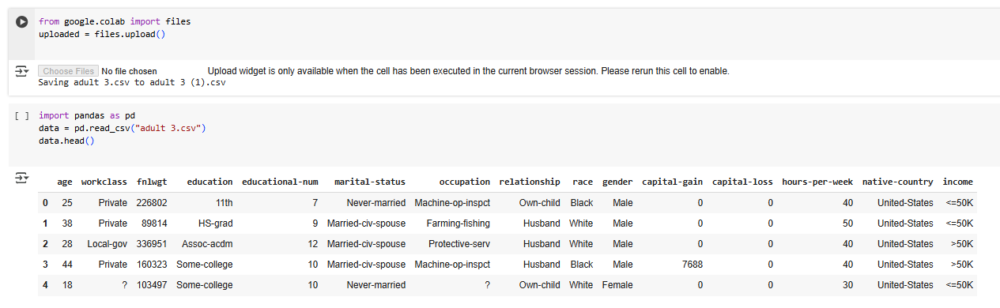 from google.colab import files
uploaded = files.upload()
Choose Files No file chosen Upload widget is only available when the cell has been executed in the current browser session. Please rerun this cell to enable.
Saving adult 3.csv to adult 3 (1).csv
[ ] import pandas as pd
data = pd.read_csv("adult 3.csv")
data.head()
age workclass fnlwgt education educational-num marital-status occupation relationship race gender capital-gain capital-loss hours-per-week native-country income
0 25 Private 226802 11th 7 Never-married Machine-op-inspct Own-child Black Male 0 0 40 United-States <=50K
1 38 Private 89814 HS-grad 9 Married-civ-spouse Farming-fishing Husband White Male 0 0 50 United-States <=50K
2 28 Local-gov 336951 Assoc-acdm 12 Married-civ-spouse Protective-serv Husband White Male 0 0 40 United-States >50K
3 44 Private 160323 Some-college 10 Married-civ-spouse Machine-op-inspct Husband Black Male 7688 0 40 United-States >50K
4 18 ? 103497 Some-college 10 Never-married ? Own-child White Female 0 0 30 United-States <=50K